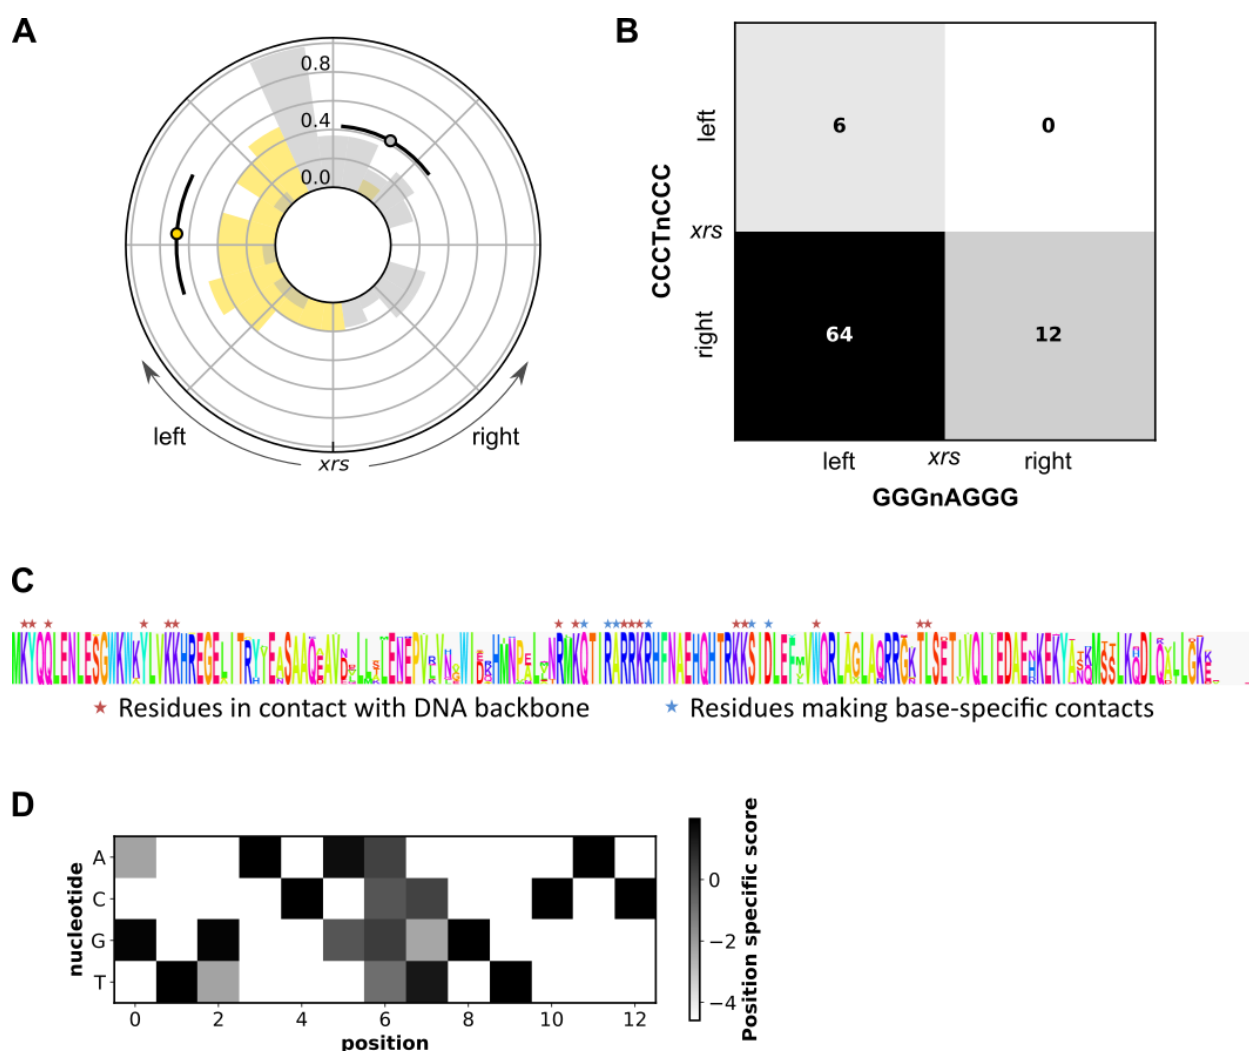 A
0.8
0.4
0.0
left
right
xrs
B
left
6
0
CCCTnCCC
xrs
right
64
12
left
xrs
right
GGGnAGGG
C
Residues in contact with DNA backbone
Residues making base-specific contacts
D
nucleotide
A
C
G
T
0
2
4
6
8
10
12
position
0
−2
−4
Position specific score